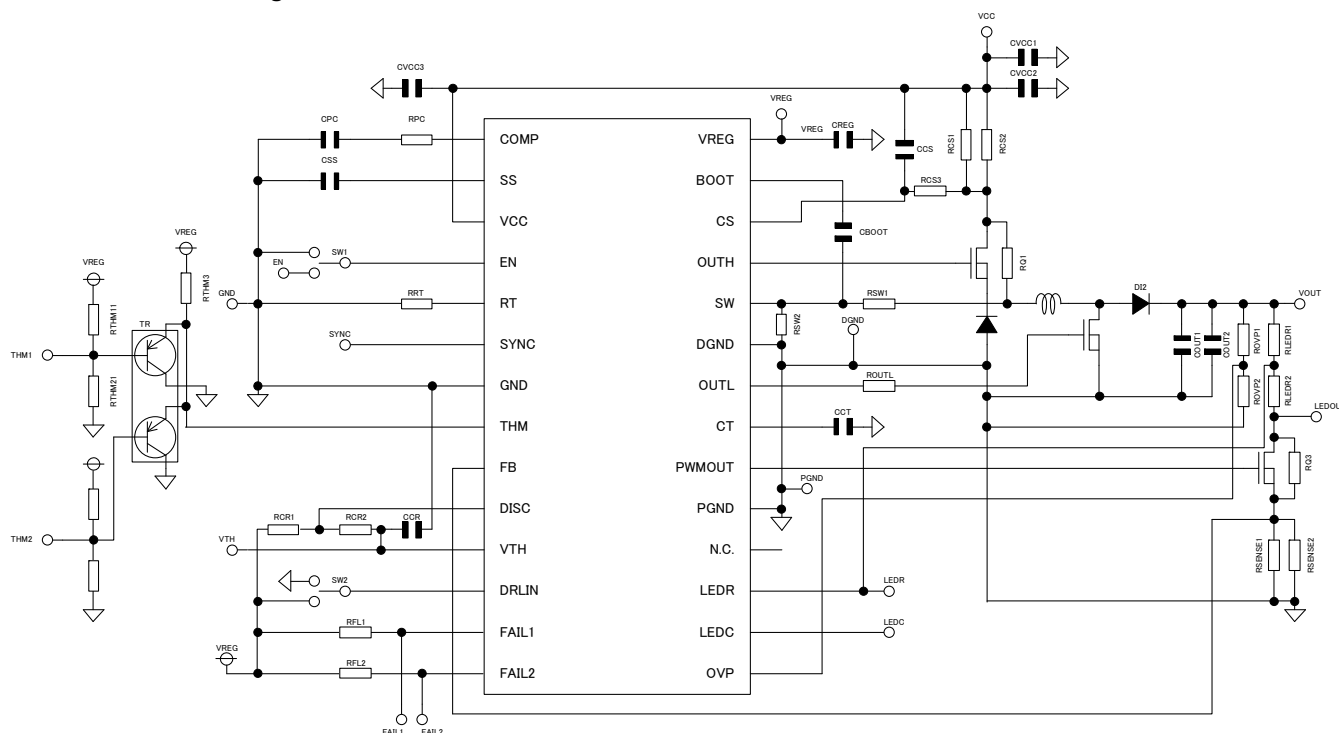 g
VCC
CVCC1
CVCC3
CVCC2
VREG
CPC
RPC
COMP
VREG
VREG
CREG
CCS
RCS1
RCS2
CSS
SS
BOOT
RCS3
VCC
CS
CBOOT
VREG
SW1
EN
EN
OUTH
RQ1
VREG
RTHM3
GND
RRT
RT
SW
RSW1
DI2
VOUT
RTHM11
TR
RSW2
DGND
COUT1
COUT2
ROVP1
RLEDR1
SYNC
SYNC
DGND
THM1
RTHM21
GND
OUTL
ROUTL
ROVP2
RLEDR2
LEDOU
THM
CT
CCT
FB
PWMOUT
RQ3
PGND
RCR1
RCR2
CCR
DISC
PGND
THM2
VTH
VTH
N.C.
RSENSE1
RSENSE2
SW2
DRLIN
LEDR
LEDR
RFL1
FAIL1
LEDC
LEDC
VREG
RFL2
FAIL2
OVP
FAIL1
FAIL2